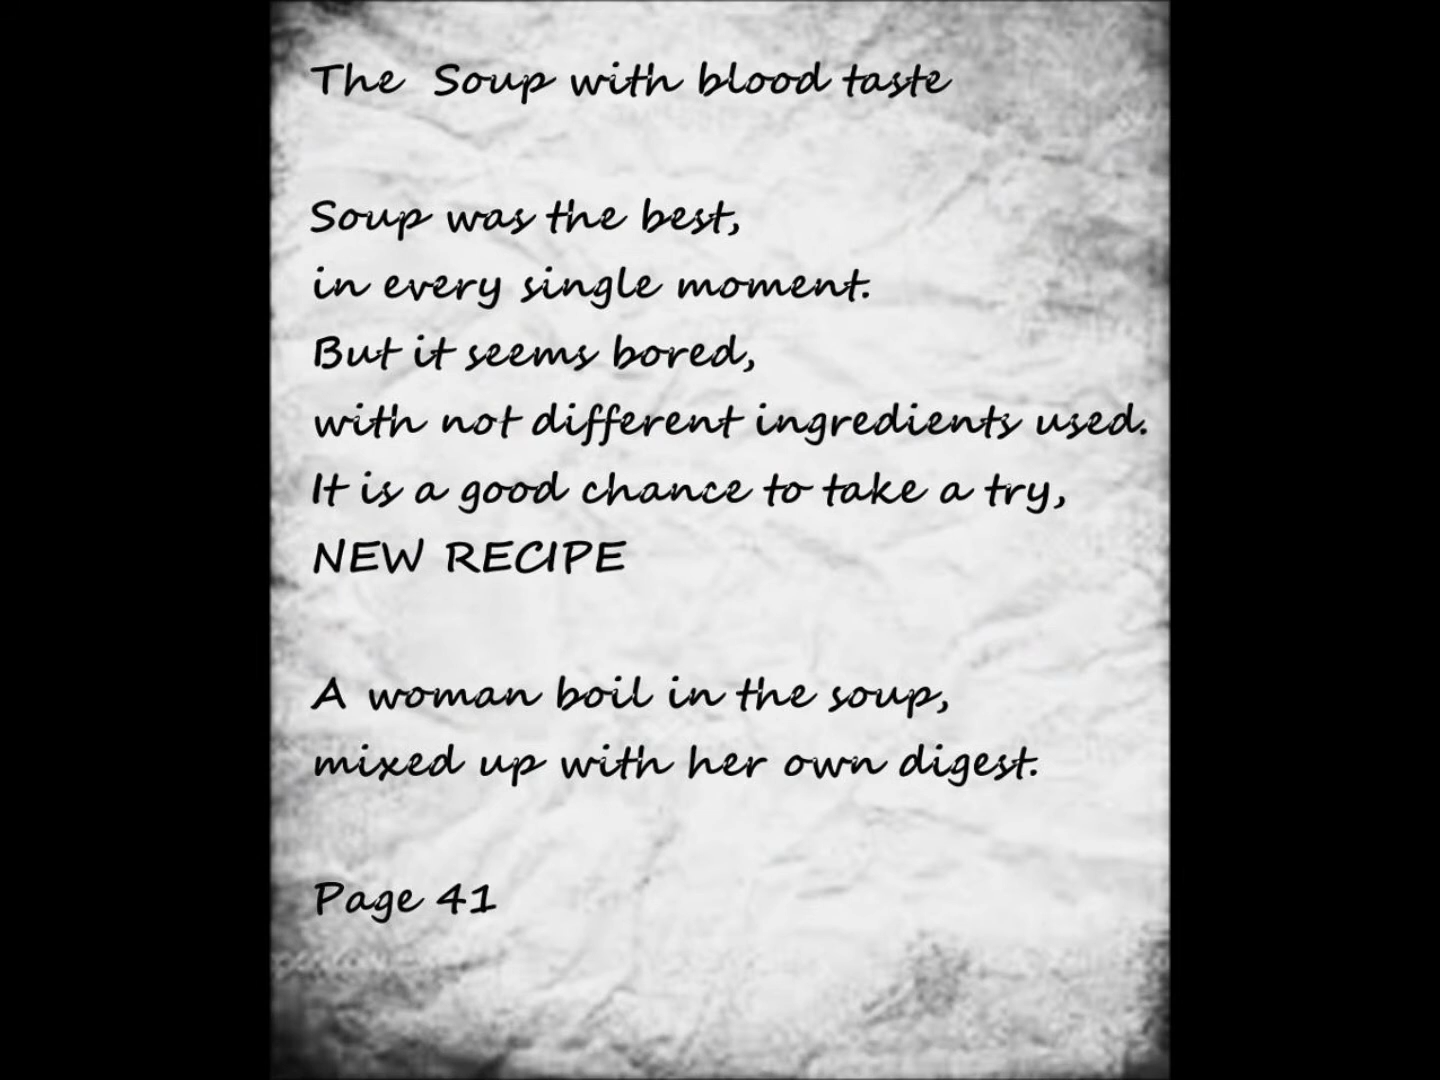 The Soup with blood taste
Soup was the best,
in every single moment.
But it seems bored,
with not different ingredients used.
It is a good chance to take a try,
NEW RECIPE
A woman boil in the soup,
mixed up with her own digest.
Page 41